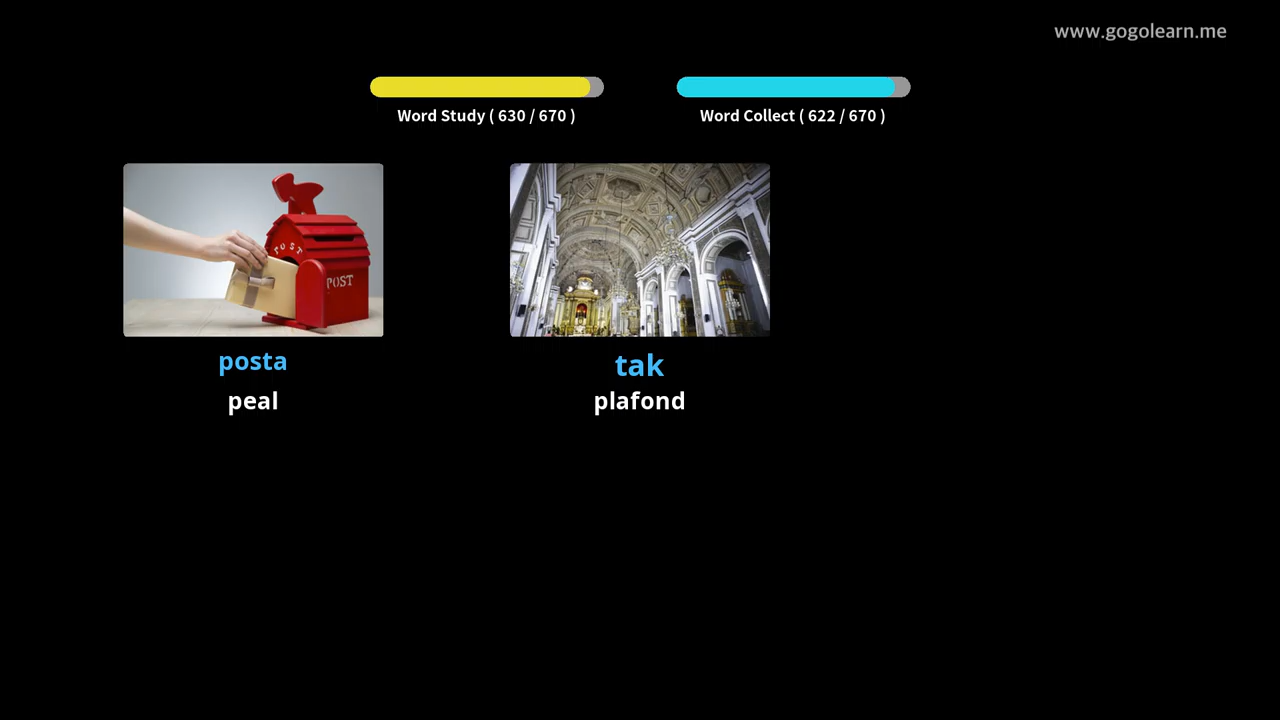 www.gogolearn.me
Word Study ( 630 / 670 )
Word Collect ( 622 / 670 )
POST
POST
posta
tak
peal
plafond